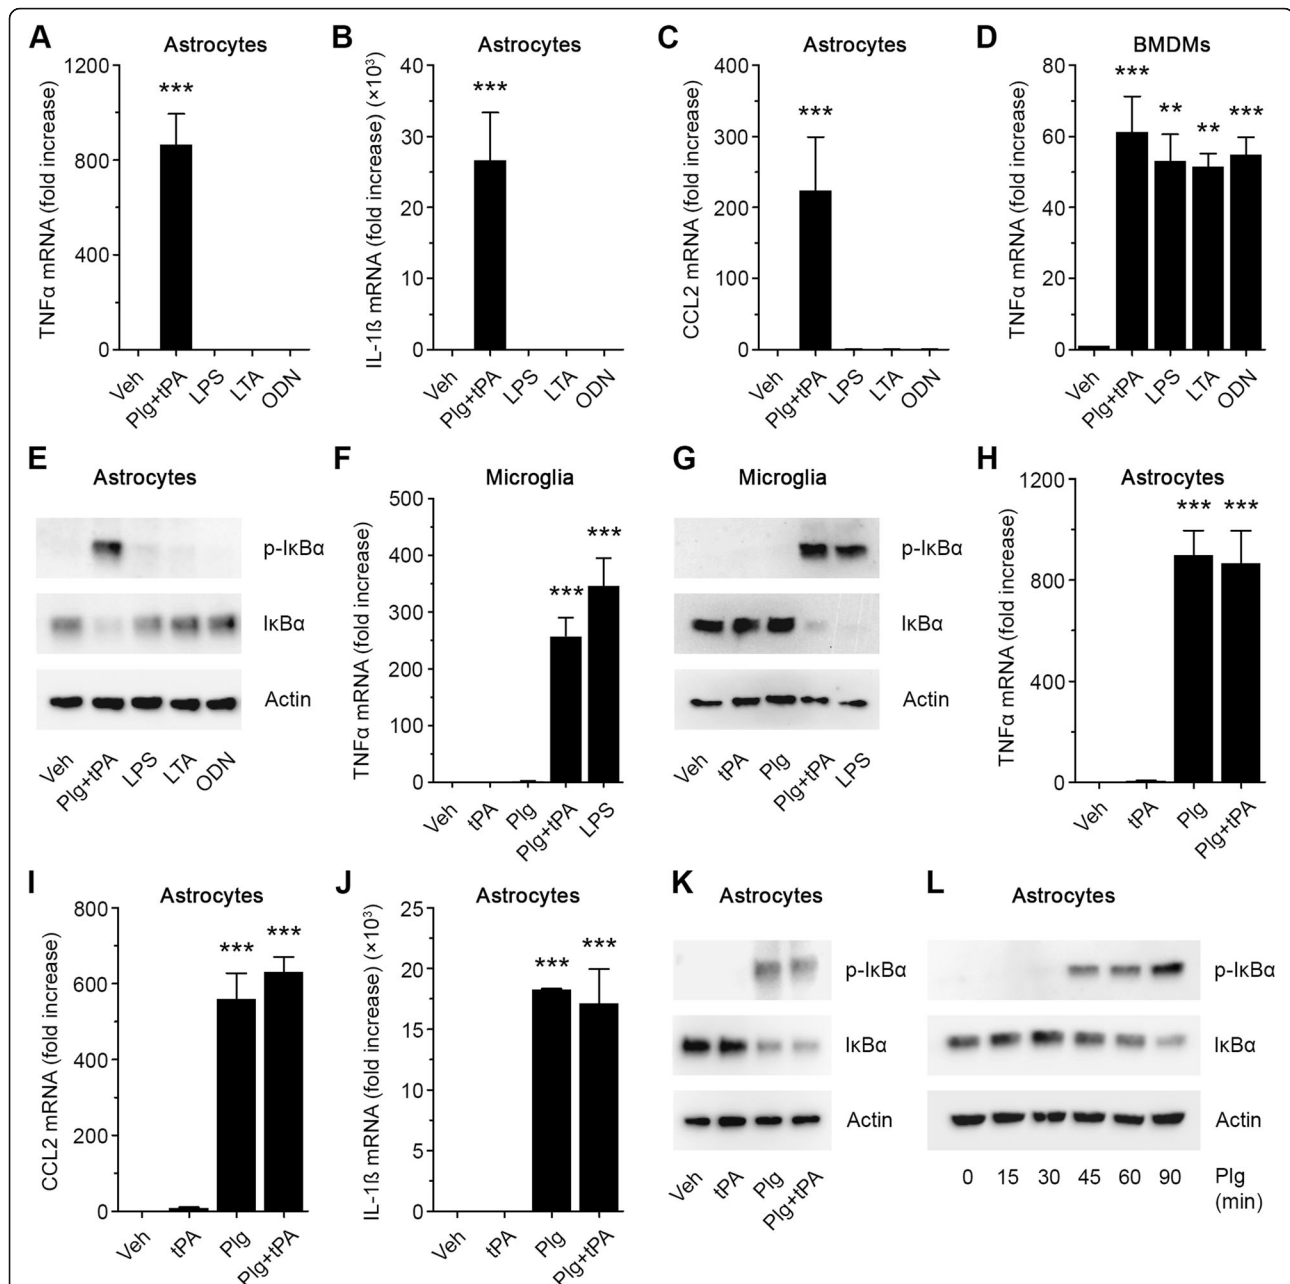 A
Astrocytes
TNFα mRNA (fold increase)
1200
800
400
0
***
Veh
Plg+tPA
LPS
LTA
ODN
B
Astrocytes
IL-1ß mRNA (fold increase) (×10³)
40
30
20
10
0
***
Veh
Plg+tPA
LPS
LTA
ODN
C
Astrocytes
CCL2 mRNA (fold increase)
400
300
200
100
0
***
Veh
Plg+tPA
LPS
LTA
ODN
D
BMDMs
TNFα mRNA (fold increase)
80
60
40
20
0
***
**
**
***
Veh
Plg+tPA
LPS
LTA
ODN
E
Astrocytes
p-IκBα
IκBα
Actin
Veh
Plg+tPA
LPS
LTA
ODN
F
Microglia
TNFα mRNA (fold increase)
500
400
300
200
100
0
***
***
Veh
tPA
Plg
Plg+tPA
LPS
G
Microglia
p-IκBα
IκBα
Actin
Veh
tPA
Plg
Plg+tPA
LPS
H
Astrocytes
TNFα mRNA (fold increase)
1200
800
400
0
***
***
Veh
tPA
Plg
Plg+tPA
I
Astrocytes
CCL2 mRNA (fold increase)
800
600
400
200
0
***
***
Veh
tPA
Plg
Plg+tPA
J
Astrocytes
IL-1ß mRNA (fold increase) (×10³)
25
20
15
10
5
0
***
***
Veh
tPA
Plg
Plg+tPA
K
Astrocytes
p-IκBα
IκBα
Actin
Veh
tPA
Plg
Plg+tPA
L
Astrocytes
p-IκBα
IκBα
Actin
0 15 30 45 60 90 Plg
(min)